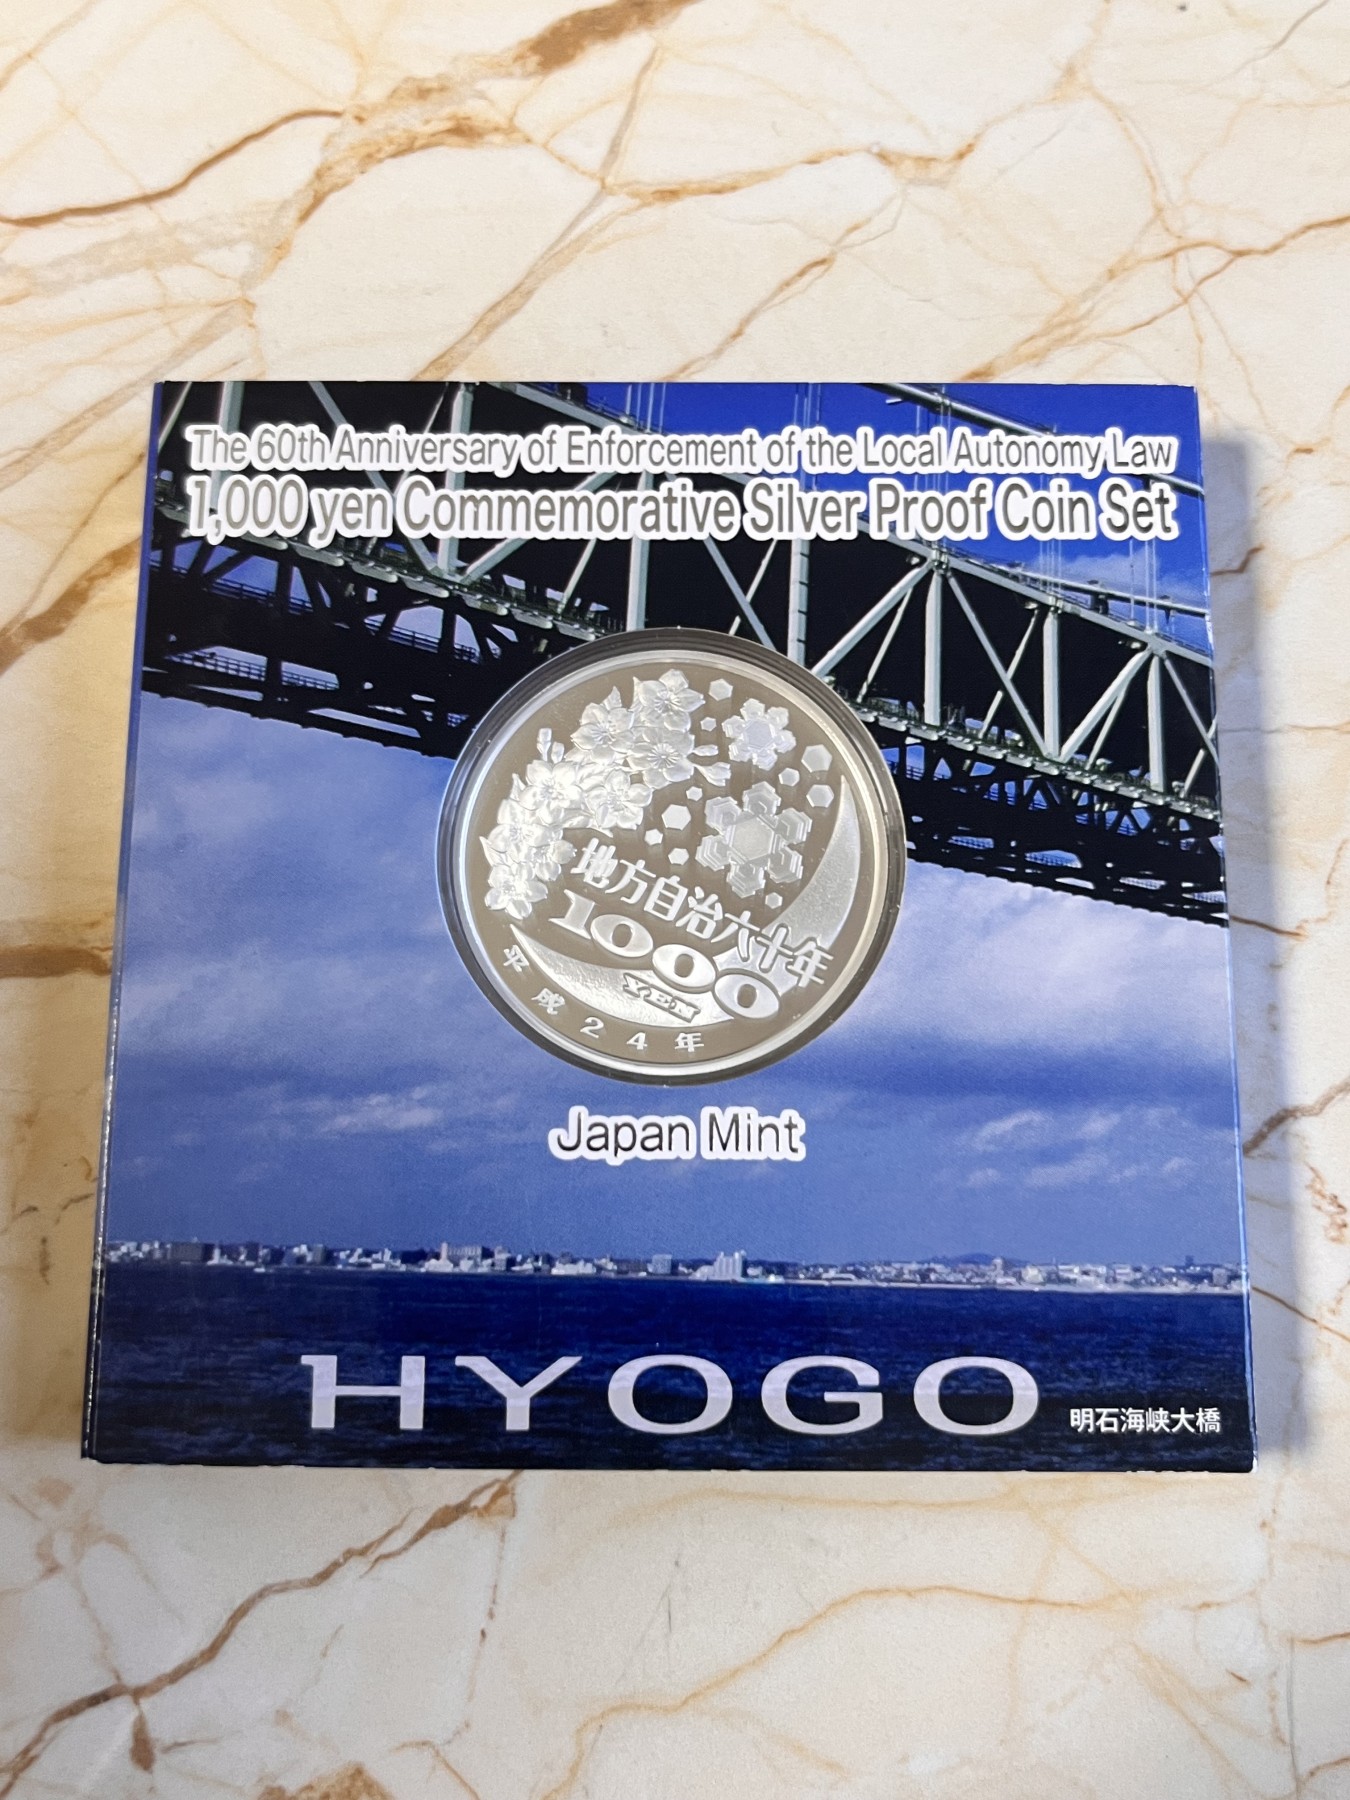 The 60th Anniversary of Enforcement of the Local Autonomy Law
1,000 yen Commemorative Silver Proof Coin Set
地方自治六十年
1000
YEN
平成24年
Japan Mint
HYOGO
明石海峡大橋